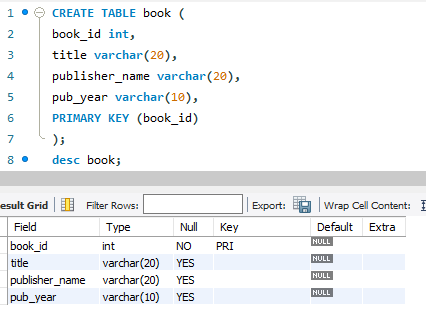 1 CREATE TABLE book (
2 book_id int,
3 title varchar(20),
4 publisher_name varchar(20),
5 pub_year varchar(10),
6 PRIMARY KEY (book_id)
7 );
8 desc book;
esult Grid Filter Rows: Export: Wrap Cell Content:
Field Type Null Key Default Extra
book_id int NO PRI NULL
title varchar(20) YES NULL
publisher_name varchar(20) YES NULL
pub_year varchar(10) YES NULL